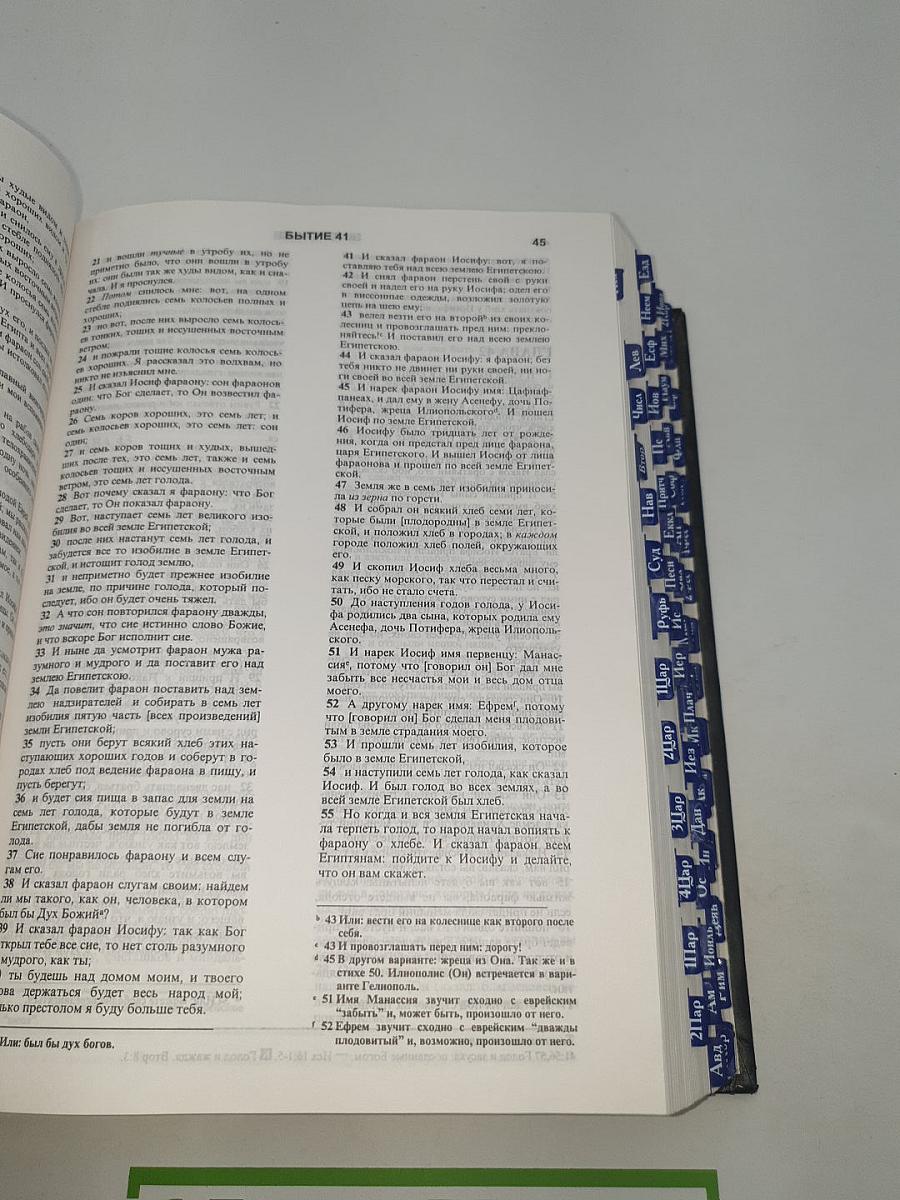 БЫТИЕ 41
45
21 и вошли тучные в утробу их, но не
приметно было, что они вошли в утробу
их: они были так же худы видом, как и сна-
чала. И я проснулся.
22 Потом снилось мне: вот, на одном
стебле поднялись семь колосьев полных и
хороших;
23 но вот, после них выросло семь колось-
ев тонких, тощих и иссушенных восточным
ветром;
24 и пожрали тощие колосья семь колось-
ев хороших. Я рассказал это волхвам, но
никто не изъяснил мне.
25 И сказал Иосиф фараону: сон фараонов
один: что Бог сделает, то Он возвестил фа-
раону.
26 Семь коров хороших, это семь лет; и
семь колосьев хороших, это семь лет: сон
один;
27 и семь коров тощих и худых, вышед-
ших после тех, это семь лет, также и семь
колосьев тощих и иссушенных восточным
ветром, это семь лет голода.
28 Вот почему сказал я фараону: что Бог
сделает, то Он показал фараону.
29 Вот, наступает семь лет великого изо-
билия во всей земле Египетской;
30 после них настанут семь лет голода, и
забудется все то изобилие в земле Египет-
ской, и истощит голод землю,
31 и неприметно будет прежнее изобилие
на земле, по причине голода, который по-
следует, ибо он будет очень тяжел.
32 А что сон повторился фараону дважды,
это значит, что сие истинно слово Божие,
и что вскоре Бог исполнит сие.
33 И ныне да усмотрит фараон мужа ра-
зумного и мудрого и да поставит его над
землею Египетскою.
34 Да повелит фараон поставить над зем-
лею надзирателей и собирать в семь лет
изобилия пятую часть [всех произведений]
земли Египетской;
35 пусть они берут всякий хлеб этих на-
ступающих хороших годов и соберут в го-
родах хлеб под ведение фараона в пищу, и
пусть берегут;
36 и будет сия пища в запас для земли на
семь лет голода, которые будут в земле
Египетской, дабы земля не погибла от го-
лода.
37 Сие понравилось фараону и всем слу-
гам его.
38 И сказал фараон слугам своим: найдем
ли мы такого, как он, человека, в котором
был бы Дух Божийª?
39 И сказал фараон Иосифу: так как Бог
открыл тебе все сие, то нет столь разумного
мудрого, как ты;
ты будешь над домом моим, и твоего
держаться будет весь народ мой;
престолом я буду больше тебя.
Или: был бы дух богов.
41 И сказал фараон Иосифу: вот, я по-
ставляю тебя над всею землею Египетскою.
42 И снял фараон перстень свой с руки
своей и надел его на руку Иосифа; одел его
в виссонные одежды, возложил золотую
цепь на шею ему;
43 велел везти его на второйᵇ из своих ко-
лесниц и провозглашать пред ним: прекло-
няйтесь!ᶜ И поставил его над всею землею
Египетскою.
44 И сказал фараон Иосифу: я фараон; без
тебя никто не двинет ни руки своей, ни но-
ги своей во всей земле Египетской.
45 И нарек фараон Иосифу имя: Цафнаф-
панеах, и дал ему в жену Асенефу, дочь По-
тифера, жреца Илиопольскогоᵈ. И пошел
Иосиф по земле Египетской.
46 Иосифу было тридцать лет от рожде-
ния, когда он предстал пред лице фараона,
царя Египетского. И вышел Иосиф от лица
фараонова и прошел по всей земле Египет-
ской.
47 Земля же в семь лет изобилия приноси-
ла из зерна по горсти.
48 И собрал он всякий хлеб семи лет, ко-
торые были [плодородны] в земле Египет-
ской, и положил хлеб в городах; в каждом
городе положил хлеб полей, окружающих
его.
49 И скопил Иосиф хлеба весьма много,
как песку морского, так что перестал и счи-
тать, ибо не стало счета.
50 До наступления годов голода, у Иоси-
фа родились два сына, которых родила ему
Асенефа, дочь Потифера, жреца Илиополь-
ского.
51 И нарек Иосиф имя первенцу: Манас-
сияᵉ, потому что [говорил он] Бог дал мне
забыть все несчастья мои и весь дом отца
моего.
52 А другому нарек имя: Ефремᶠ, потому
что [говорил он] Бог сделал меня плодови-
тым в земле страдания моего.
53 И прошли семь лет изобилия, которое
было в земле Египетской,
54 и наступили семь лет голода, как сказал
Иосиф. И был голод во всех землях, а во
всей земле Египетской был хлеб.
55 Но когда и вся земля Египетская нача-
ла терпеть голод, то народ начал вопиять к
фараону о хлебе. И сказал фараон всем
Египтянам: пойдите к Иосифу и делайте,
что он вам скажет.
ᵇ 43 Или: вести его на колеснице как второго после
себя.
ᶜ 43 И провозглашать перед ним: дорогу!
ᵈ 45 В другом варианте: жреца из Она. Так же и в
стихе 50. Илиополис (Он) встречается в вари-
анте Гелиополь.
ᵉ 51 Имя Манассия звучит сходно с еврейским
“забыть” и, может быть, произошло от него.
ᶠ 52 Ефрем звучит сходно с еврейским “дважды
плодовитый” и, возможно, произошло от него.
Лев
Числ
Втор
Нав
Суд
Руфь
1Цар
2Цар
3Цар
4Цар
1Пар
2Пар
Езд
Неем
Есф
Иов
Пс
Притч
Еккл
Песн
Ис
Иер
Плач
Иез
Дан
Ос
Иоиль
Ам
Авд
Мих